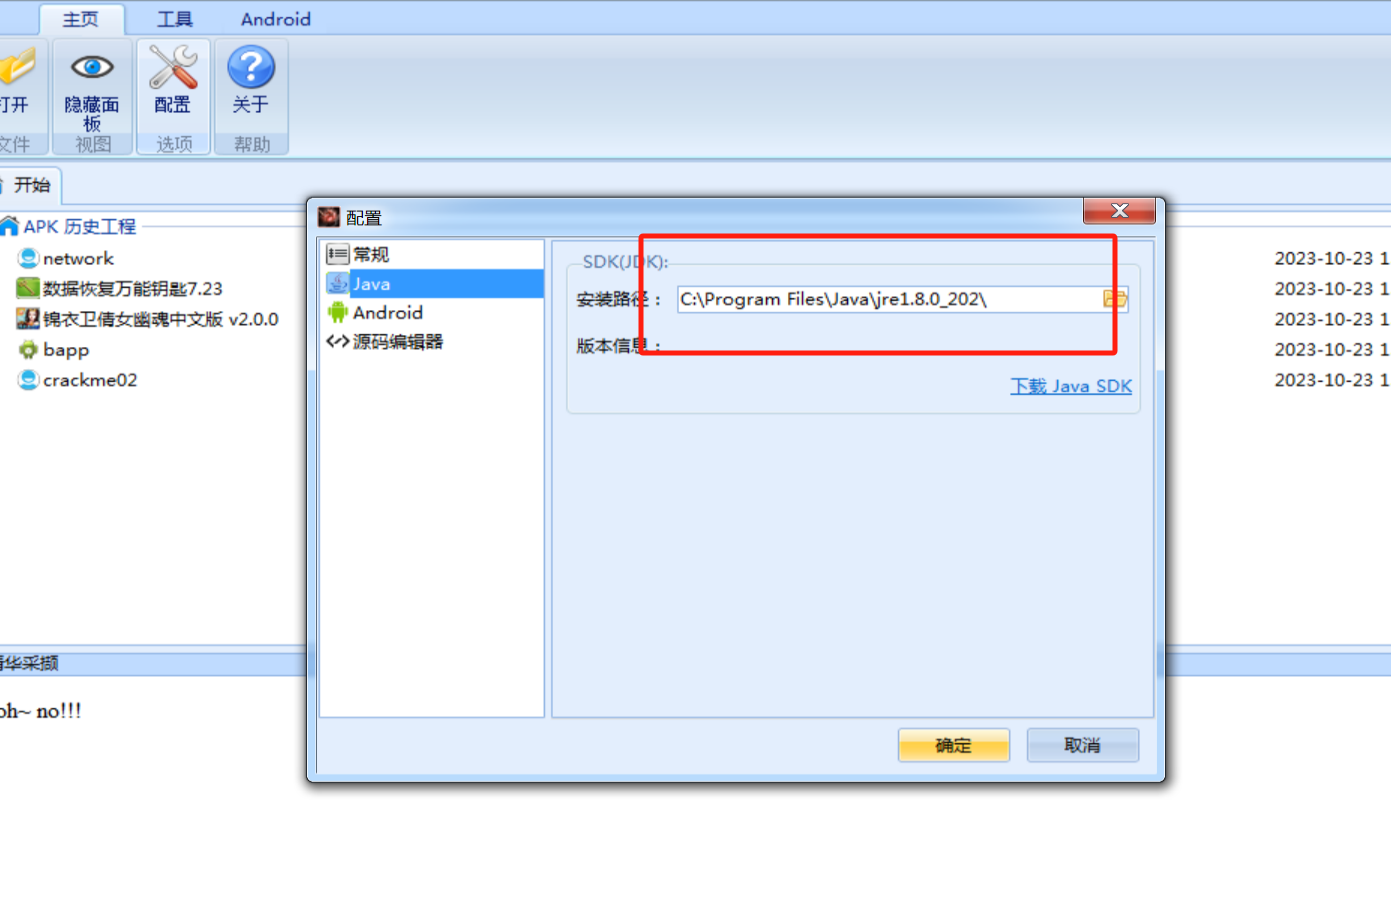 主页 工具 Android
打开 隐藏面板 配置 关于
文件 视图 选项 帮助
开始
APK 历史工程
network 2023-10-23 1
数据恢复万能钥匙7.23 2023-10-23 1
锦衣卫倩女幽魂中文版 v2.0.0 2023-10-23 1
bapp 2023-10-23 1
crackme02 2023-10-23 1
配置
常规
Java
Android
源码编辑器
SDK(JDK):
安装路径: C:\Program Files\Java\jre1.8.0_202\
版本信息:
下载 Java SDK
确定 取消
精华采撷
oh~ no!!!